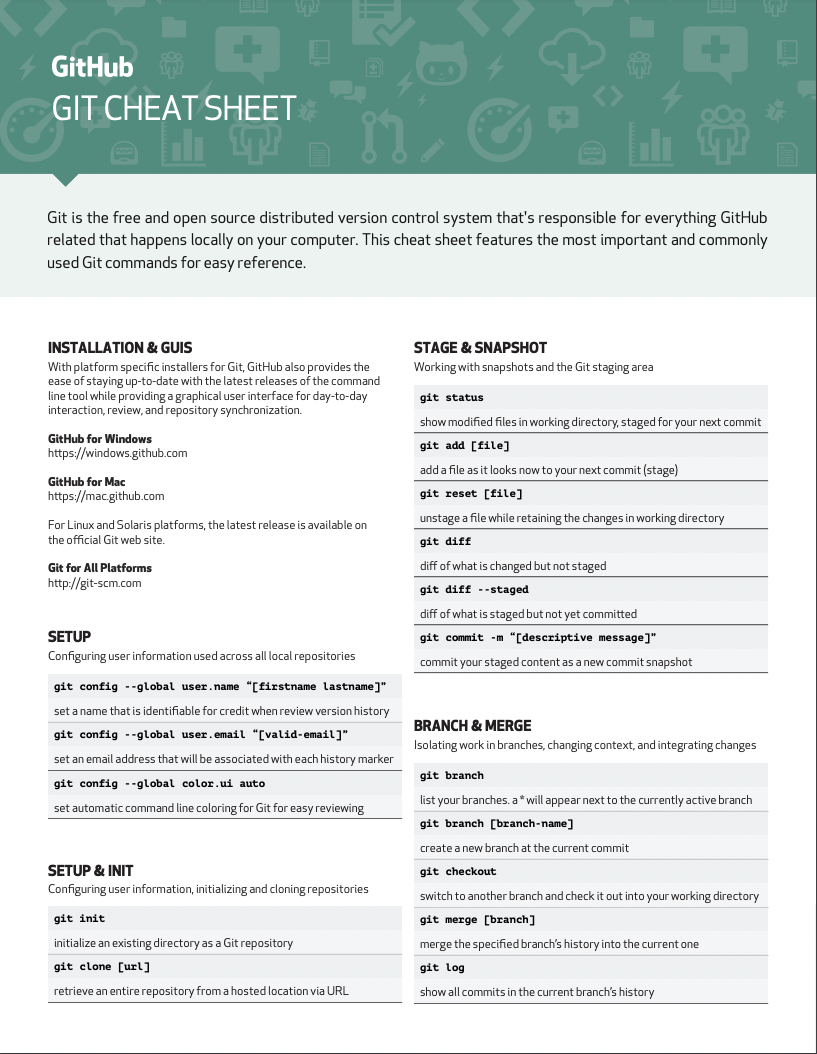 GitHub
GIT CHEAT SHEET
Git is the free and open source distributed version control system that's responsible for everything GitHub
related that happens locally on your computer. This cheat sheet features the most important and commonly
used Git commands for easy reference.
INSTALLATION & GUIS
With platform specific installers for Git, GitHub also provides the
ease of staying up-to-date with the latest releases of the command
line tool while providing a graphical user interface for day-to-day
interaction, review, and repository synchronization.
GitHub for Windows
https://windows.github.com
GitHub for Mac
https://mac.github.com
For Linux and Solaris platforms, the latest release is available on
the official Git web site.
Git for All Platforms
http://git-scm.com
SETUP
Configuring user information used across all local repositories
git config --global user.name “[firstname lastname]”
set a name that is identifiable for credit when review version history
git config --global user.email “[valid-email]”
set an email address that will be associated with each history marker
git config --global color.ui auto
set automatic command line coloring for Git for easy reviewing
SETUP & INIT
Configuring user information, initializing and cloning repositories
git init
initialize an existing directory as a Git repository
git clone [url]
retrieve an entire repository from a hosted location via URL
STAGE & SNAPSHOT
Working with snapshots and the Git staging area
git status
show modified files in working directory, staged for your next commit
git add [file]
add a file as it looks now to your next commit (stage)
git reset [file]
unstage a file while retaining the changes in working directory
git diff
diff of what is changed but not staged
git diff --staged
diff of what is staged but not yet committed
git commit -m “[descriptive message]”
commit your staged content as a new commit snapshot
BRANCH & MERGE
Isolating work in branches, changing context, and integrating changes
git branch
list your branches. a * will appear next to the currently active branch
git branch [branch-name]
create a new branch at the current commit
git checkout
switch to another branch and check it out into your working directory
git merge [branch]
merge the specified branch’s history into the current one
git log
show all commits in the current branch’s history